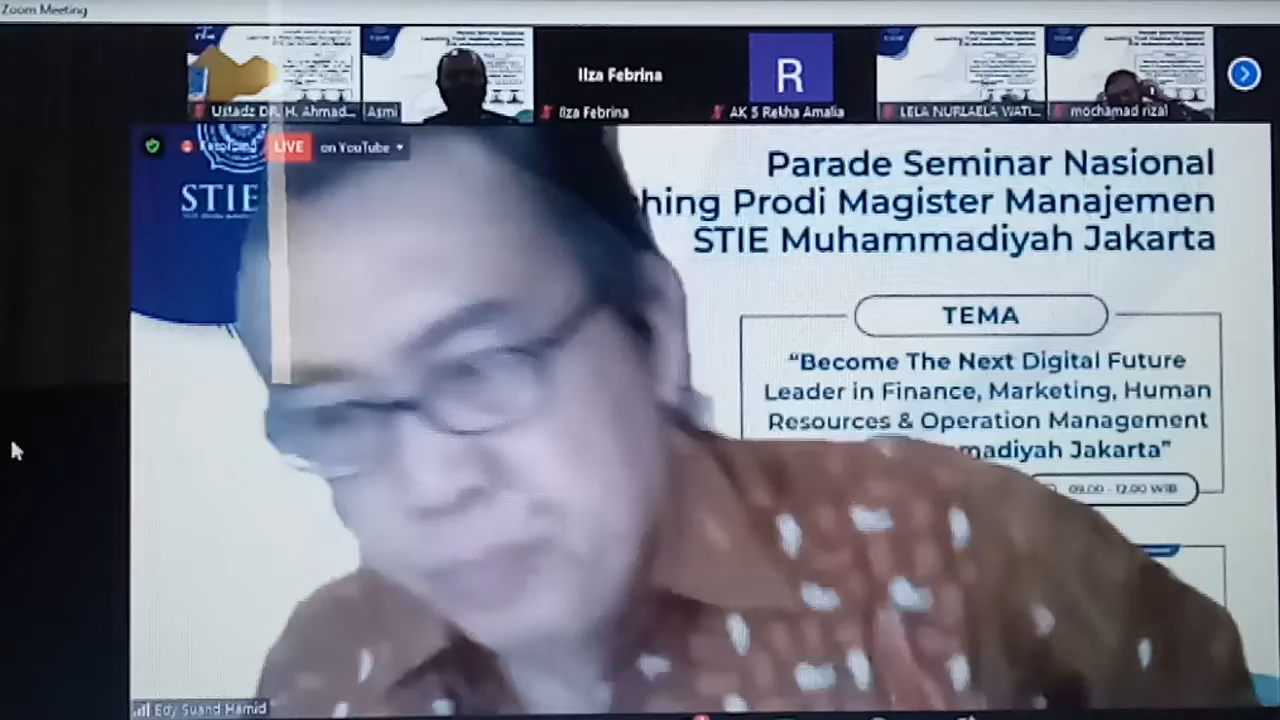 Zoom Meeting
Ustadz DR. H. Ahmad...
Asmi
Ilza Febrina
Ilza Febrina
R
AK 5 Rekha Amalia
LELA NURLAELA WATI...
mochamad rizal
Recording
LIVE on YouTube
STIE
Parade Seminar Nasional
hing Prodi Magister Manajemen
STIE Muhammadiyah Jakarta
TEMA
“Become The Next Digital Future
Leader in Finance, Marketing, Human
Resources & Operation Management
madiyah Jakarta”
09.00 - 12.00 WIB
Edy Suand Hamid